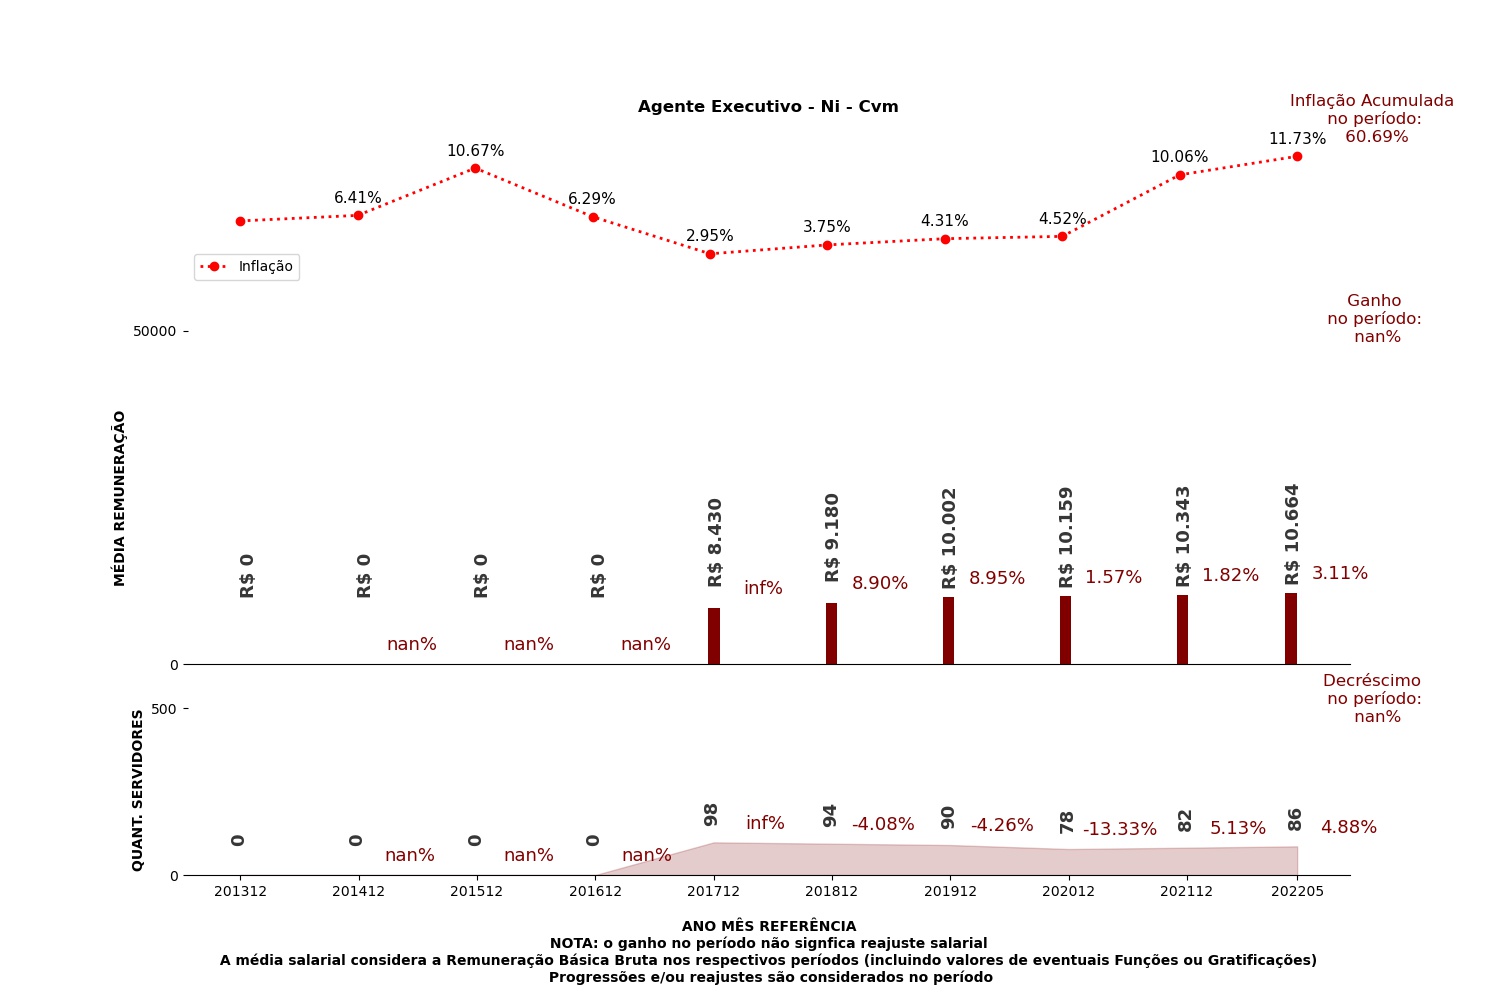 Agente Executivo - Ni - Cvm
Inflação Acumulada
no período:
60.69%
6.41%
10.67%
6.29%
2.95%
3.75%
4.31%
4.52%
10.06%
11.73%
Inflação
Ganho
no período:
nan%
50000
0
MÉDIA REMUNERAÇÃO
R$ 0
R$ 0
R$ 0
R$ 0
R$ 8.430
R$ 9.180
R$ 10.002
R$ 10.159
R$ 10.343
R$ 10.664
nan%
nan%
nan%
inf%
8.90%
8.95%
1.57%
1.82%
3.11%
Decréscimo
no período:
nan%
500
0
QUANT. SERVIDORES
0
0
0
0
98
94
90
78
82
86
nan%
nan%
nan%
inf%
-4.08%
-4.26%
-13.33%
5.13%
4.88%
201312
201412
201512
201612
201712
201812
201912
202012
202112
202205
ANO MÊS REFERÊNCIA
NOTA: o ganho no período não signfica reajuste salarial
A média salarial considera a Remuneração Básica Bruta nos respectivos períodos (incluindo valores de eventuais Funções ou Gratificações)
Progressões e/ou reajustes são considerados no período